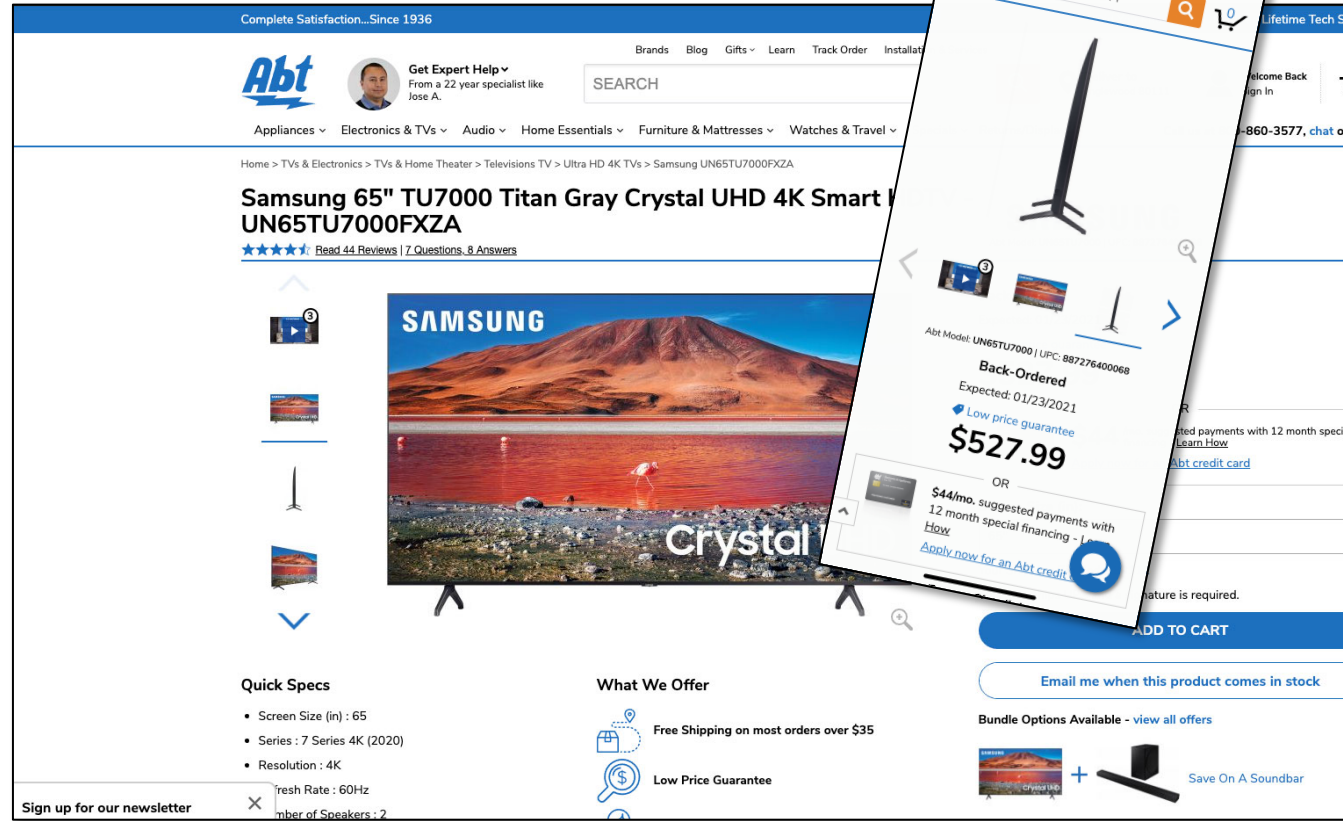 Complete Satisfaction...Since 1936
Lifetime Tech S
Brands Blog Gifts Learn Track Order Installati
Abt
Get Expert Help
From a 22 year specialist like
Jose A.
SEARCH
elcome Back
ign In
Appliances Electronics & TVs Audio Home Essentials Furniture & Mattresses Watches & Travel
-860-3577, chat o
Home > TVs & Electronics > TVs & Home Theater > Televisions TV > Ultra HD 4K TVs > Samsung UN65TU7000FXZA
Samsung 65" TU7000 Titan Gray Crystal UHD 4K Smart
UN65TU7000FXZA
Read 44 Reviews | 7 Questions, 8 Answers
3
SAMSUNG
Crystal
0
3
Abt Model: UN65TU7000 | UPC: 887276400068
Back-Ordered
Expected: 01/23/2021
Low price guarantee
$527.99
OR
$44/mo. suggested payments with
12 month special financing - Learn
How
Apply now for an Abt credit
R
sted payments with 12 month speci
Learn How
Abt credit card
nature is required.
ADD TO CART
Email me when this product comes in stock
Bundle Options Available - view all offers
SAMSUNG
Crystal UHD
+
Save On A Soundbar
Quick Specs
• Screen Size (in) : 65
• Series : 7 Series 4K (2020)
• Resolution : 4K
fresh Rate : 60Hz
mber of Speakers : 2
What We Offer
Free Shipping on most orders over $35
Low Price Guarantee
Sign up for our newsletter ×